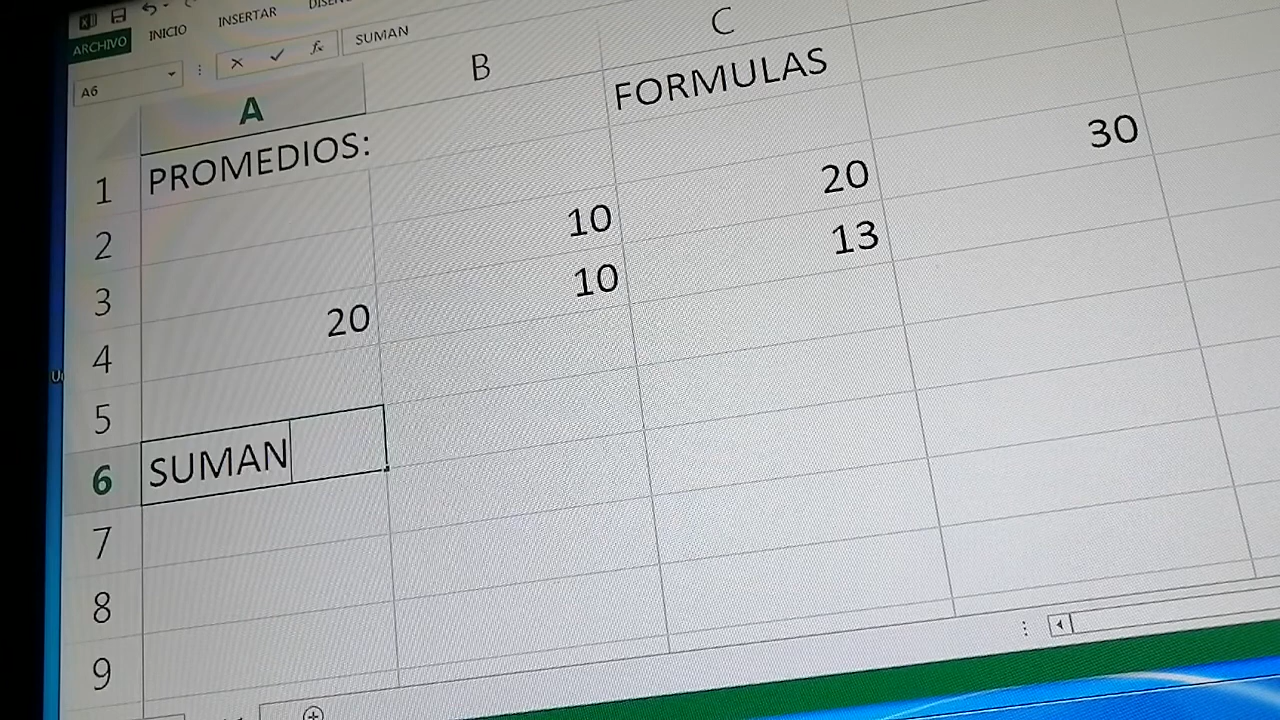 ARCHIVO INICIO INSERTAR
A6 fx SUMAN
A B C
1 PROMEDIOS: FORMULAS
2
3 10 20 30
4 20 10 13
5
6 SUMAN
7
8
9